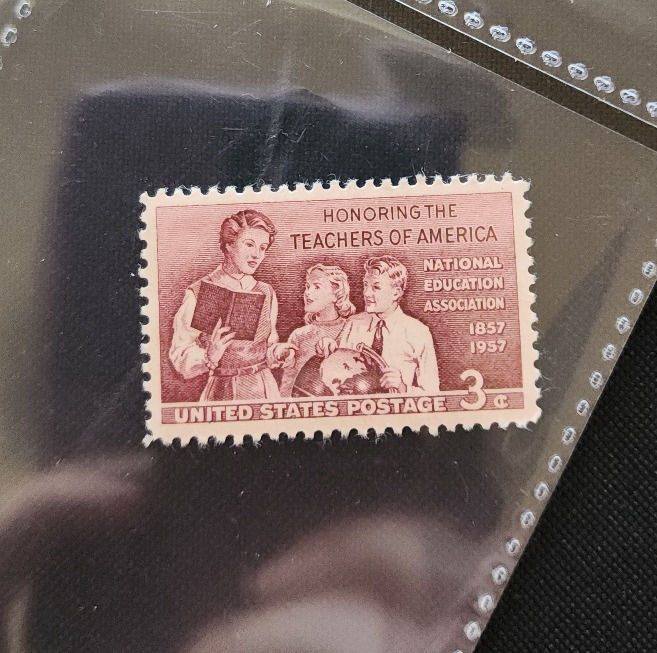 HONORING THE
TEACHERS OF AMERICA
NATIONAL
EDUCATION
ASSOCIATION
1857
1957
UNITED STATES POSTAGE 3¢